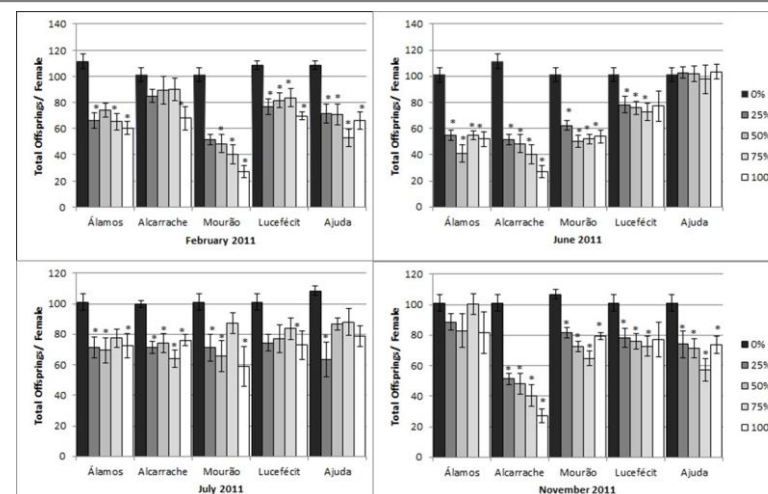 140
120
100
80
60
40
20
0
Total Offsprings/ Female
* * * *
*
* *
* *
*
* * * *
* * * *
Álamos Alcarrache Mourão Lucefécit Ajuda
February 2011
140
120
100
80
60
40
20
0
Total Offsprings/ Female
* * * *
* * * *
* * * *
* * *
Álamos Alcarrache Mourão Lucefécit Ajuda
June 2011
0%
25%
50%
75%
100
120
100
80
60
40
20
0
Total Offsprings/ Female
* * *
* * * *
* * *
*
*
Álamos Alcarrache Mourão Lucefécit Ajuda
July 2011
120
100
80
60
40
20
0
Total Offsprings/ Female
* * * *
* * * *
* * *
* * * *
Álamos Alcarrache Mourão Lucefécit Ajuda
November 2011
0%
25%
50%
75%
100